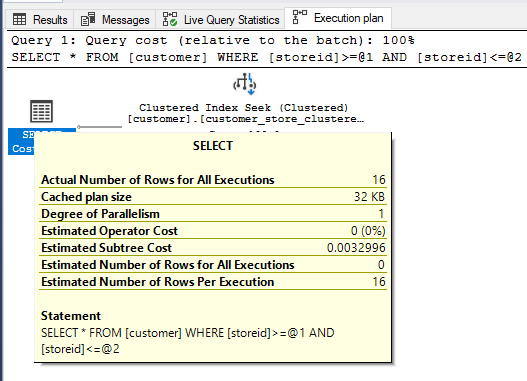 Results Messages Live Query Statistics Execution plan
Query 1: Query cost (relative to the batch): 100%
SELECT * FROM [customer] WHERE [storeid]>=@1 AND [storeid]<=@2
Clustered Index Seek (Clustered)
[customer].[customer_store_clustere…
SELECT
Actual Number of Rows for All Executions 16
Cached plan size 32 KB
Degree of Parallelism 1
Estimated Operator Cost 0 (0%)
Estimated Subtree Cost 0.0032996
Estimated Number of Rows for All Executions 0
Estimated Number of Rows Per Execution 16
Statement
SELECT * FROM [customer] WHERE [storeid]>=@1 AND
[storeid]<=@2